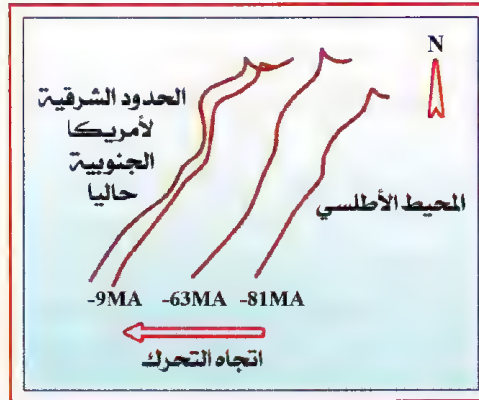 N
الحدود الشرقية
لأمريكا
الجنوبية
حاليا
المحيط الأطلسي
-9MA -63MA -81MA
اتجاه التحرك